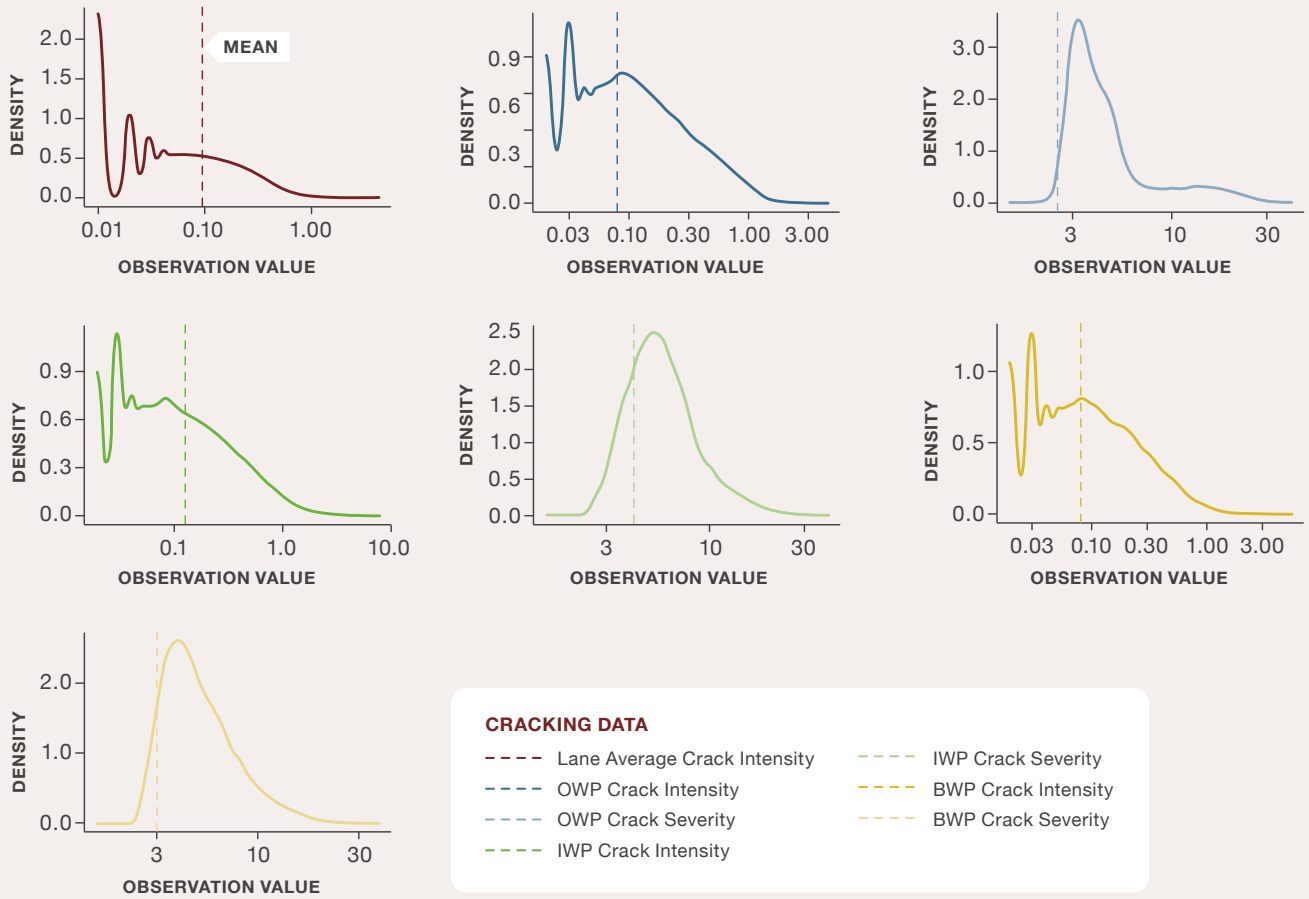 MEAN
DENSITY
2.0
1.5
1.0
0.5
0.0
0.01 0.10 1.00
OBSERVATION VALUE
DENSITY
0.9
0.6
0.3
0.0
0.03 0.10 0.30 1.00 3.00
OBSERVATION VALUE
DENSITY
3.0
2.0
1.0
0.0
3 10 30
OBSERVATION VALUE
DENSITY
0.9
0.6
0.3
0.0
0.1 1.0 10.0
OBSERVATION VALUE
DENSITY
2.5
2.0
1.5
1.0
0.5
0.0
3 10 30
OBSERVATION VALUE
DENSITY
1.0
0.5
0.0
0.03 0.10 0.30 1.00 3.00
OBSERVATION VALUE
DENSITY
2.0
1.0
0.0
3 10 30
OBSERVATION VALUE
CRACKING DATA
Lane Average Crack Intensity
OWP Crack Intensity
OWP Crack Severity
IWP Crack Intensity
IWP Crack Severity
BWP Crack Intensity
BWP Crack Severity